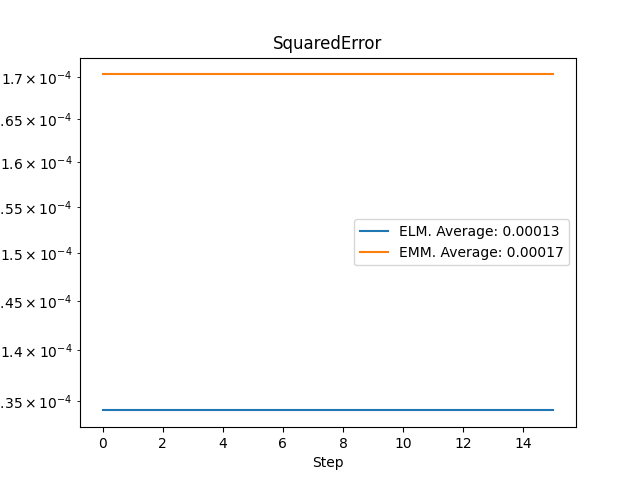 SquaredError
1.7 × 10⁻⁴
.65 × 10⁻⁴
1.6 × 10⁻⁴
.55 × 10⁻⁴
1.5 × 10⁻⁴
.45 × 10⁻⁴
1.4 × 10⁻⁴
.35 × 10⁻⁴
ELM. Average: 0.00013
EMM. Average: 0.00017
0 2 4 6 8 10 12 14
Step